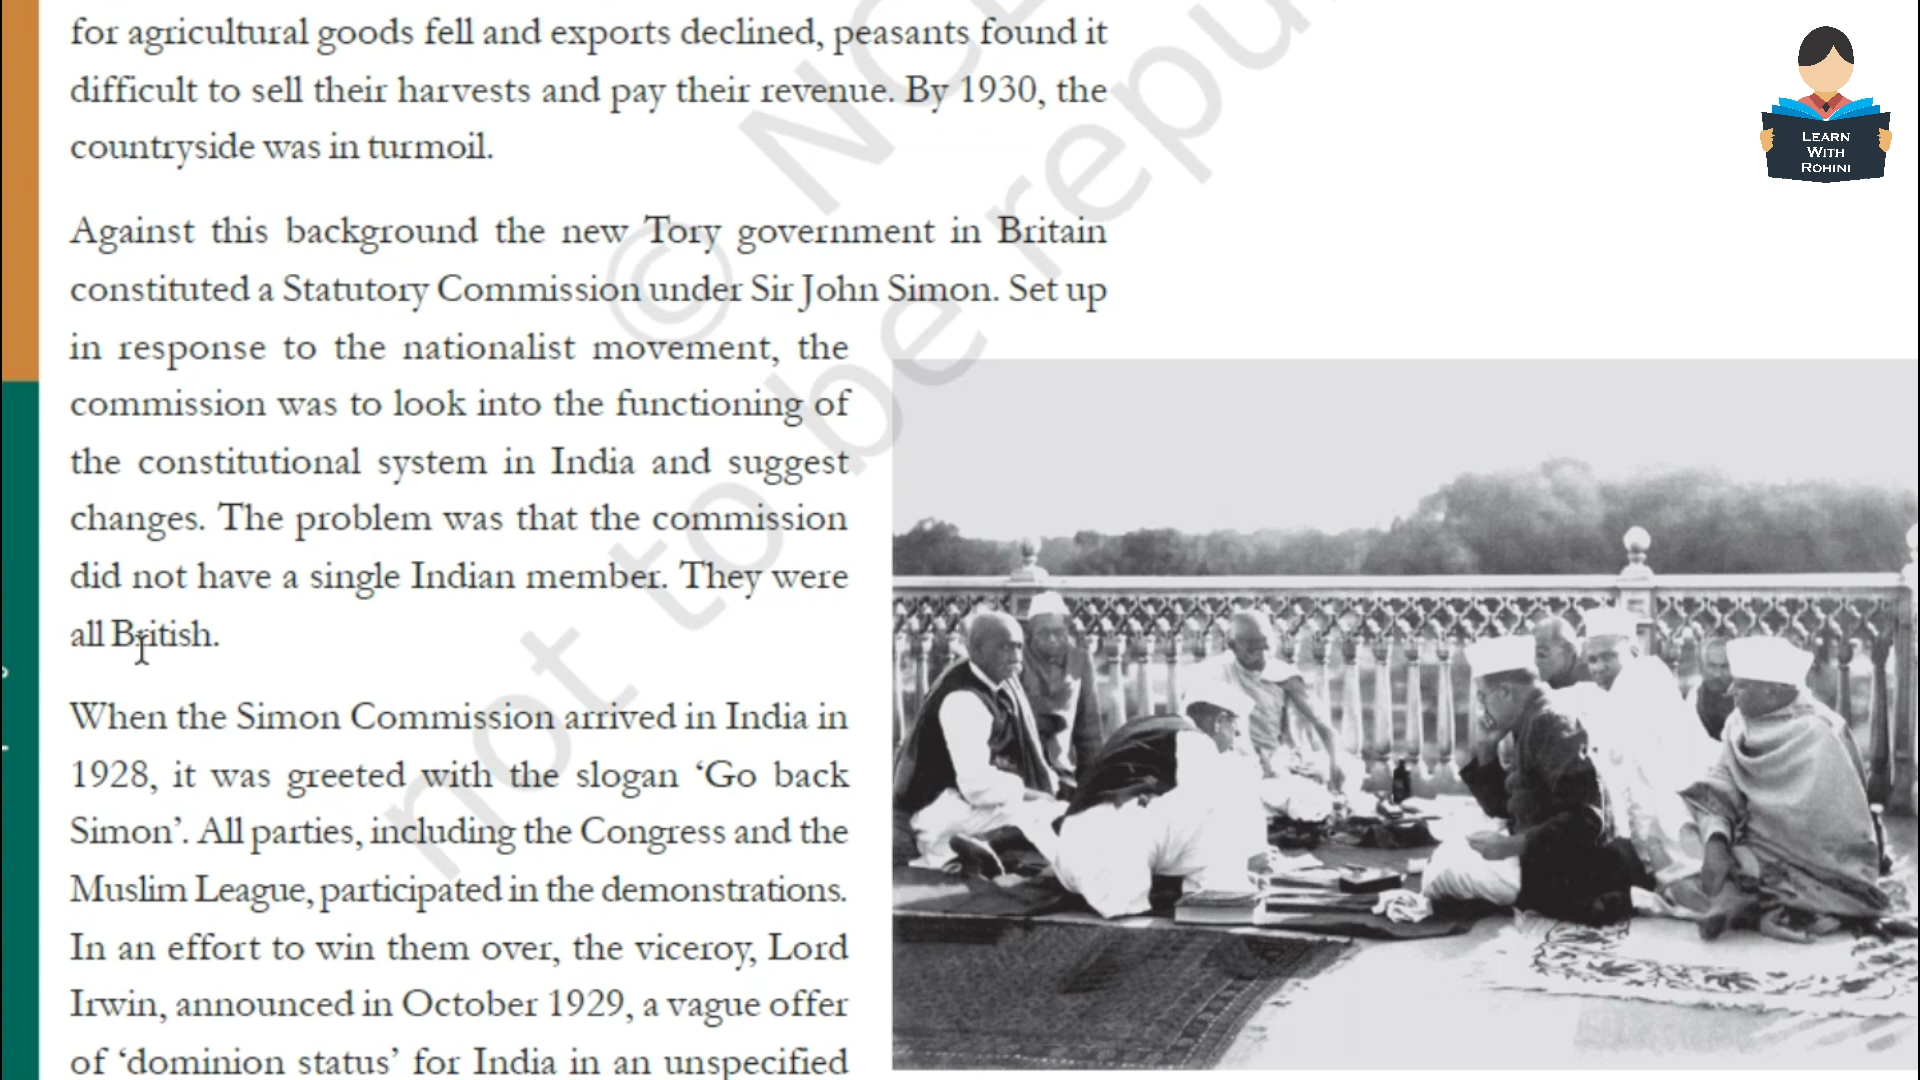 for agricultural goods fell and exports declined, peasants found it
difficult to sell their harvests and pay their revenue. By 1930, the
countryside was in turmoil.
Against this background the new Tory government in Britain
constituted a Statutory Commission under Sir John Simon. Set up
in response to the nationalist movement, the
commission was to look into the functioning of
the constitutional system in India and suggest
changes. The problem was that the commission
did not have a single Indian member. They were
all British.
When the Simon Commission arrived in India in
1928, it was greeted with the slogan ‘Go back
Simon’. All parties, including the Congress and the
Muslim League, participated in the demonstrations.
In an effort to win them over, the viceroy, Lord
Irwin, announced in October 1929, a vague offer
of ‘dominion status’ for India in an unspecified
LEARN
WITH
ROHINI
© NCE
not to be repu